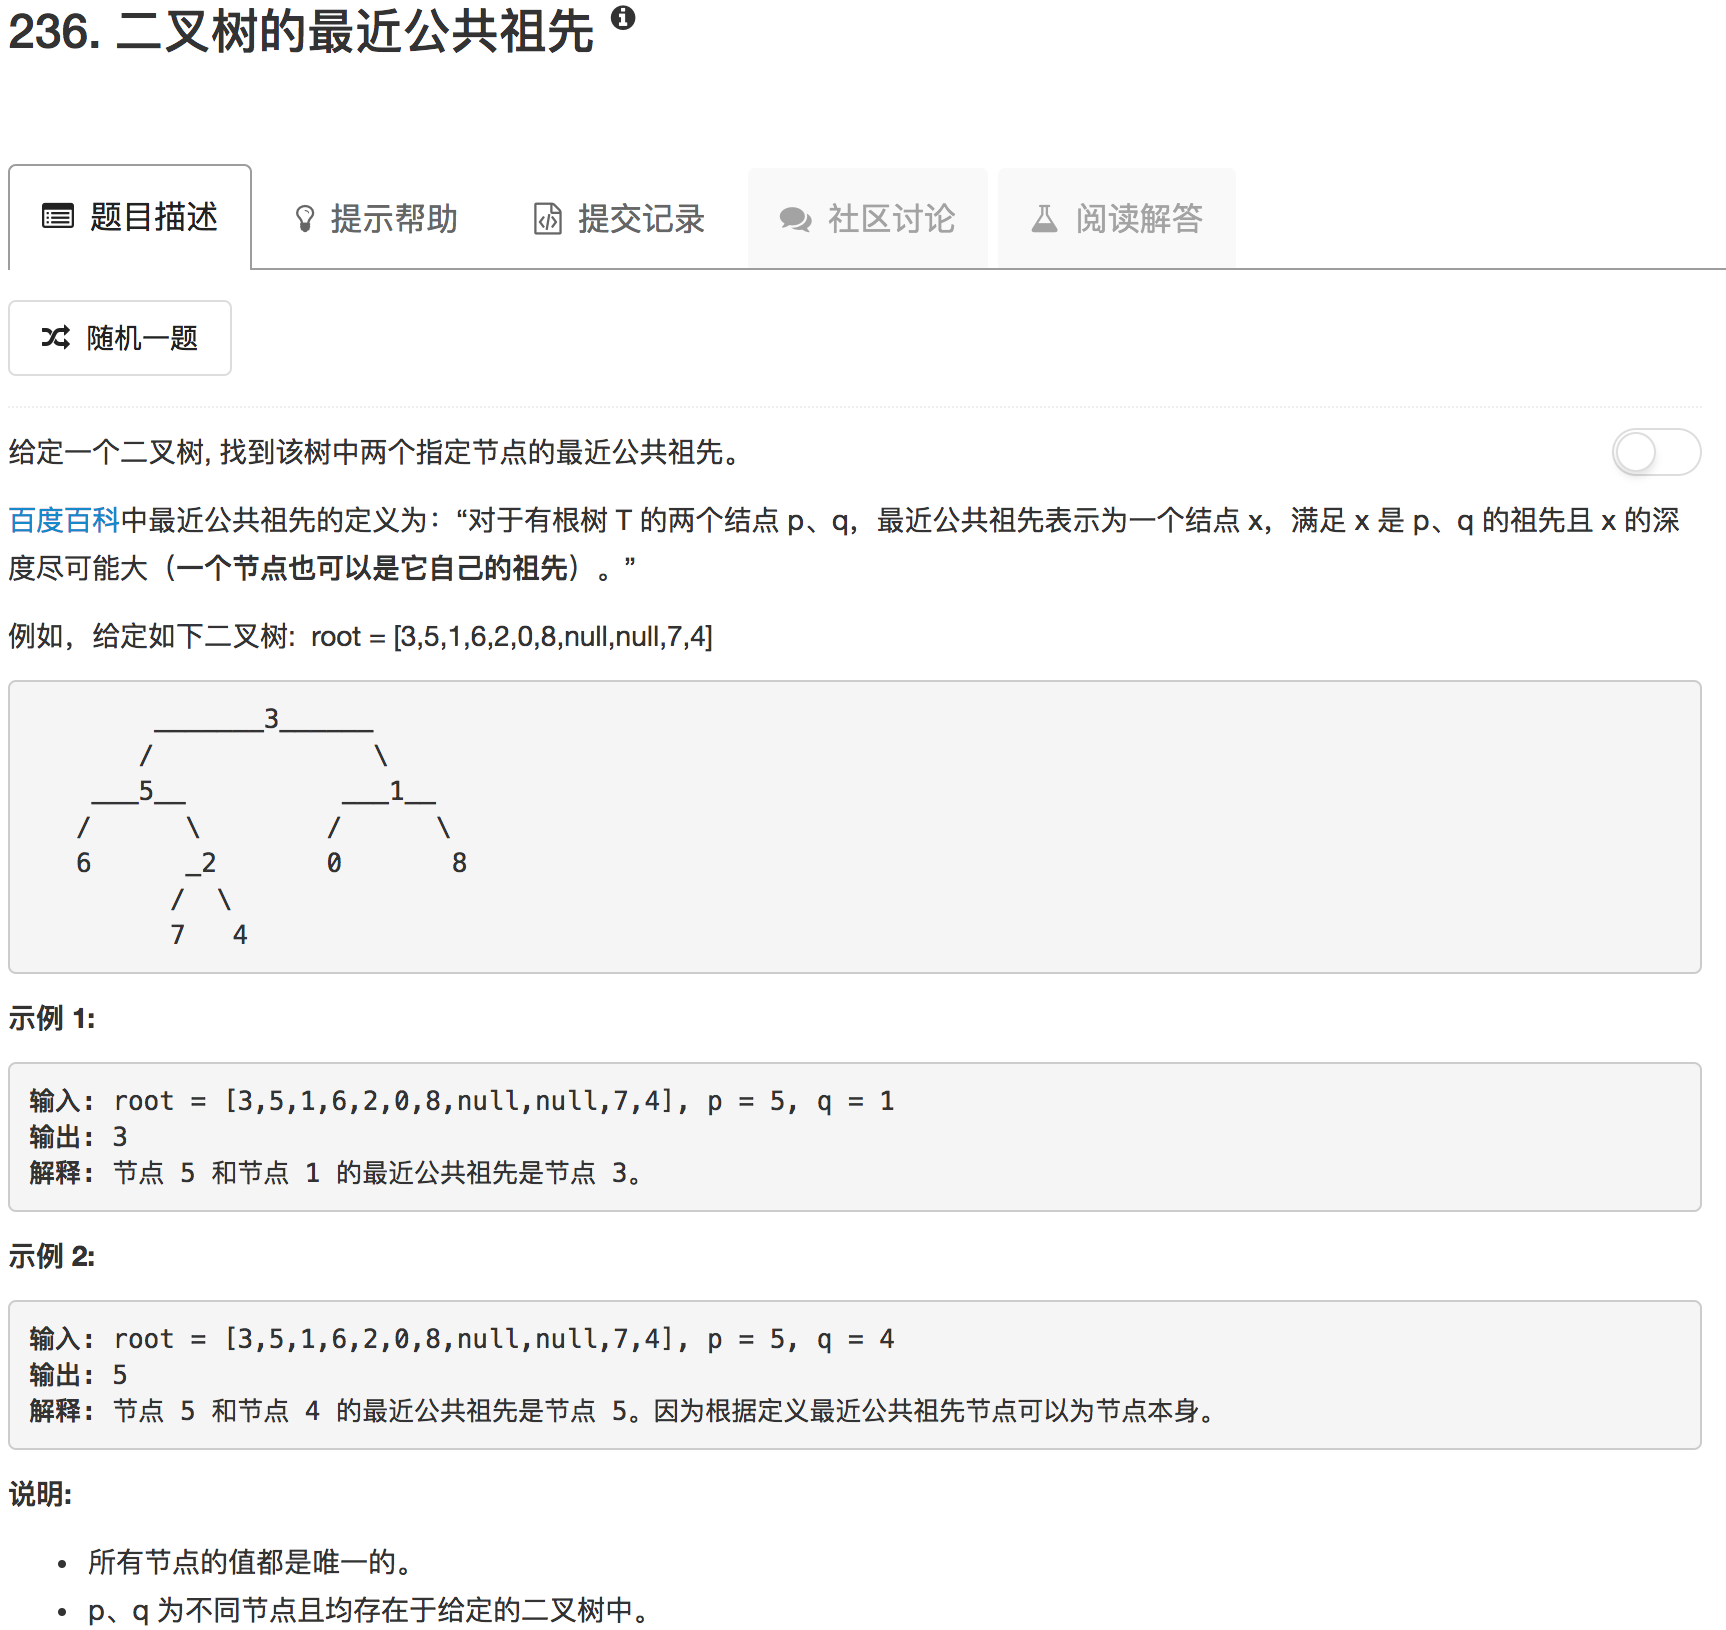 236. 二叉树的最近公共祖先
题目描述 提示帮助 提交记录 社区讨论 阅读解答
随机一题
给定一个二叉树, 找到该树中两个指定节点的最近公共祖先。
百度百科中最近公共祖先的定义为：“对于有根树 T 的两个结点 p、q，最近公共祖先表示为一个结点 x，满足 x 是 p、q 的祖先且 x 的深
度尽可能大（一个节点也可以是它自己的祖先）。”
例如，给定如下二叉树:  root = [3,5,1,6,2,0,8,null,null,7,4]
        _______3______
       /              \
    ___5__          ___1__
   /      \        /      \
   6      _2       0       8
         /  \
         7   4
示例 1:
输入: root = [3,5,1,6,2,0,8,null,null,7,4], p = 5, q = 1
输出: 3
解释: 节点 5 和节点 1 的最近公共祖先是节点 3。
示例 2:
输入: root = [3,5,1,6,2,0,8,null,null,7,4], p = 5, q = 4
输出: 5
解释: 节点 5 和节点 4 的最近公共祖先是节点 5。因为根据定义最近公共祖先节点可以为节点本身。
说明:
• 所有节点的值都是唯一的。
• p、q 为不同节点且均存在于给定的二叉树中。